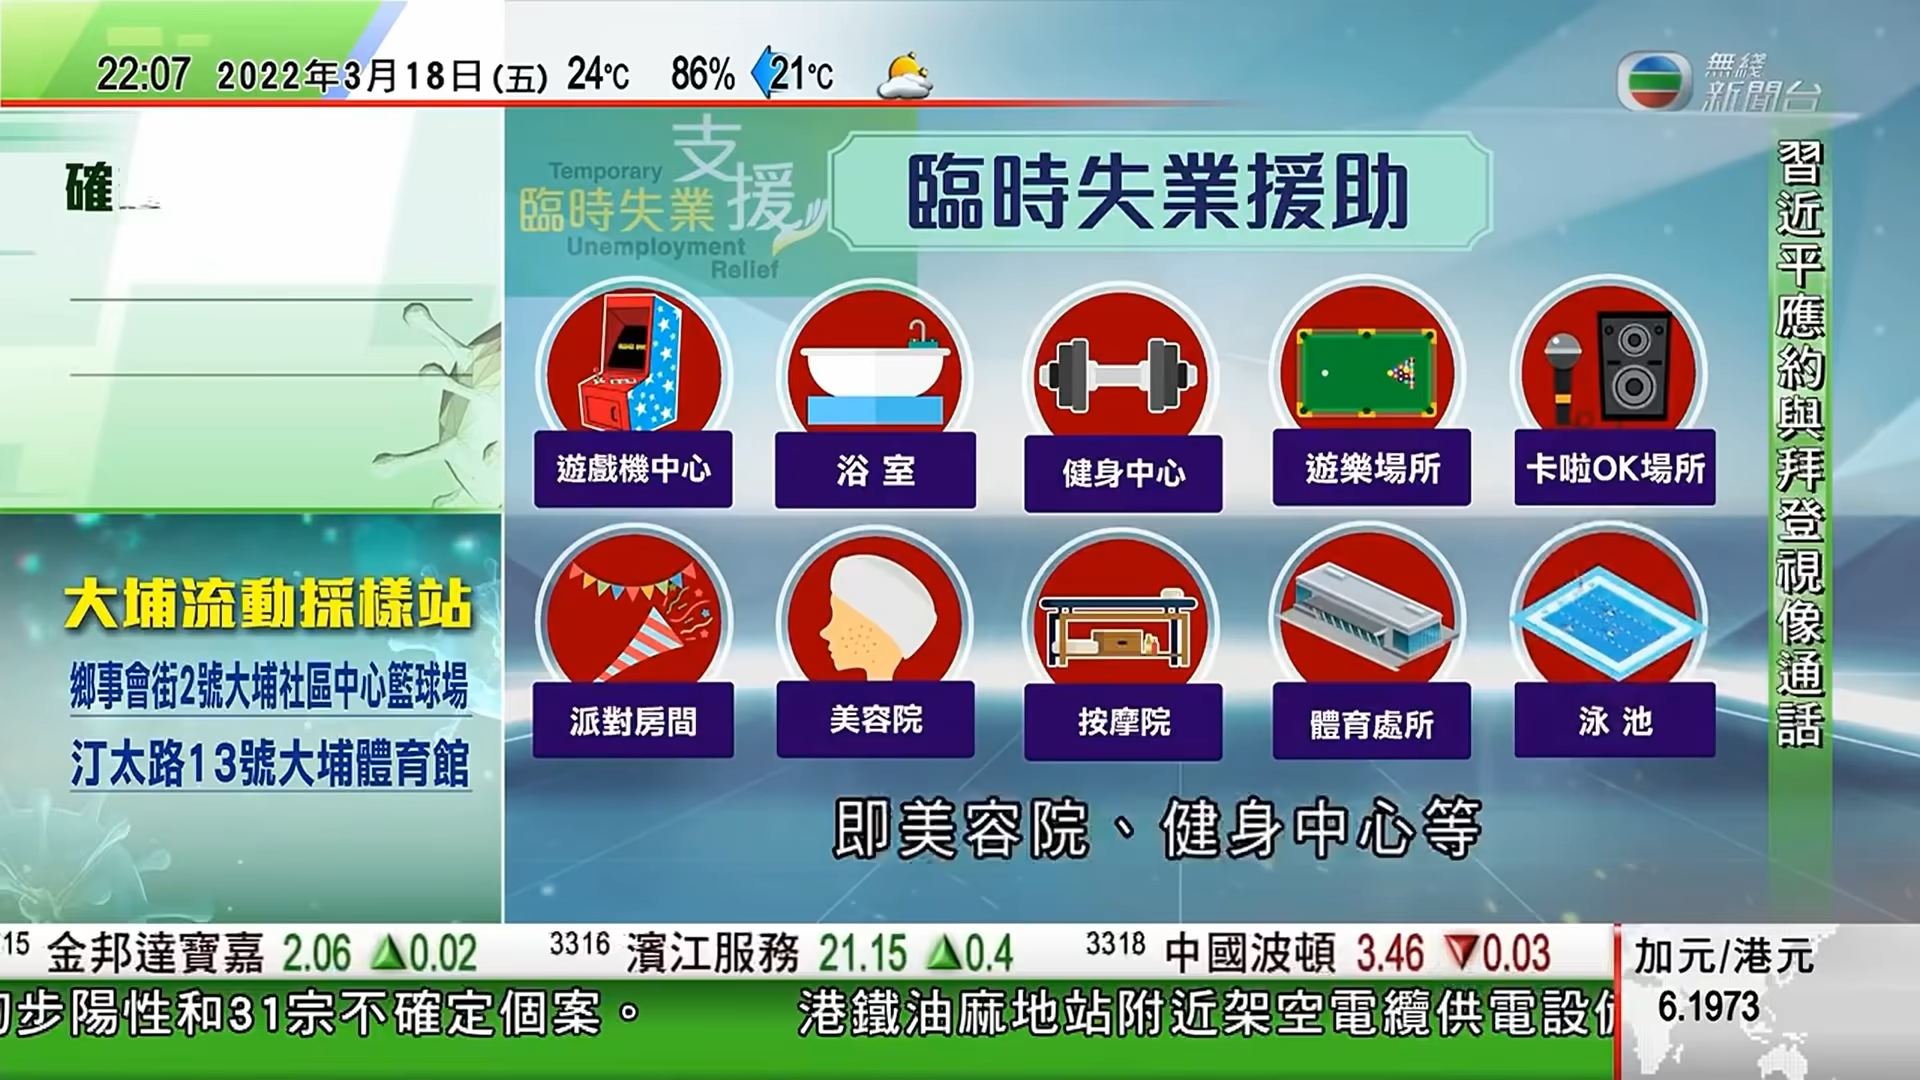 22:07 2022年3月18日(五) 24℃ 86% 21℃
無綫
新聞台
確
大埔流動採樣站
鄉事會街2號大埔社區中心籃球場
汀太路13號大埔體育館
Temporary 支援
臨時失業
Unemployment
Relief
臨時失業援助
遊戲機中心 浴室 健身中心 遊樂場所 卡啦OK場所
派對房間 美容院 按摩院 體育處所 泳池
即美容院、健身中心等
習近平應約與拜登視像通話
15 金邦達寶嘉 2.06 ▲0.02 3316 濱江服務 21.15 ▲0.4 3318 中國波頓 3.46 ▼0.03
步陽性和31宗不確定個案。 港鐵油麻地站附近架空電纜供電設
加元/港元
6.1973